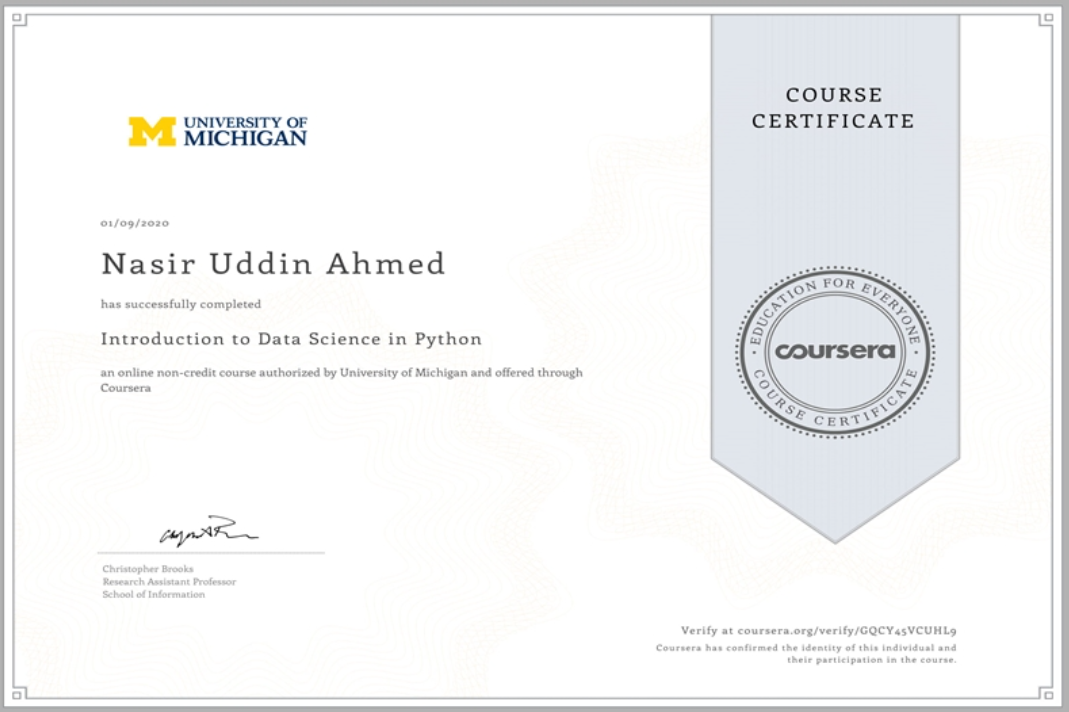 UNIVERSITY OF
MICHIGAN
01/09/2020
Nasir Uddin Ahmed
has successfully completed
Introduction to Data Science in Python
an online non-credit course authorized by University of Michigan and offered through
Coursera
Christopher Brooks
Research Assistant Professor
School of Information
COURSE
CERTIFICATE
EDUCATION FOR EVERYONE
coursera
COURSE CERTIFICATE
Verify at coursera.org/verify/GQCY45VCUHL9
Coursera has confirmed the identity of this individual and
their participation in the course.